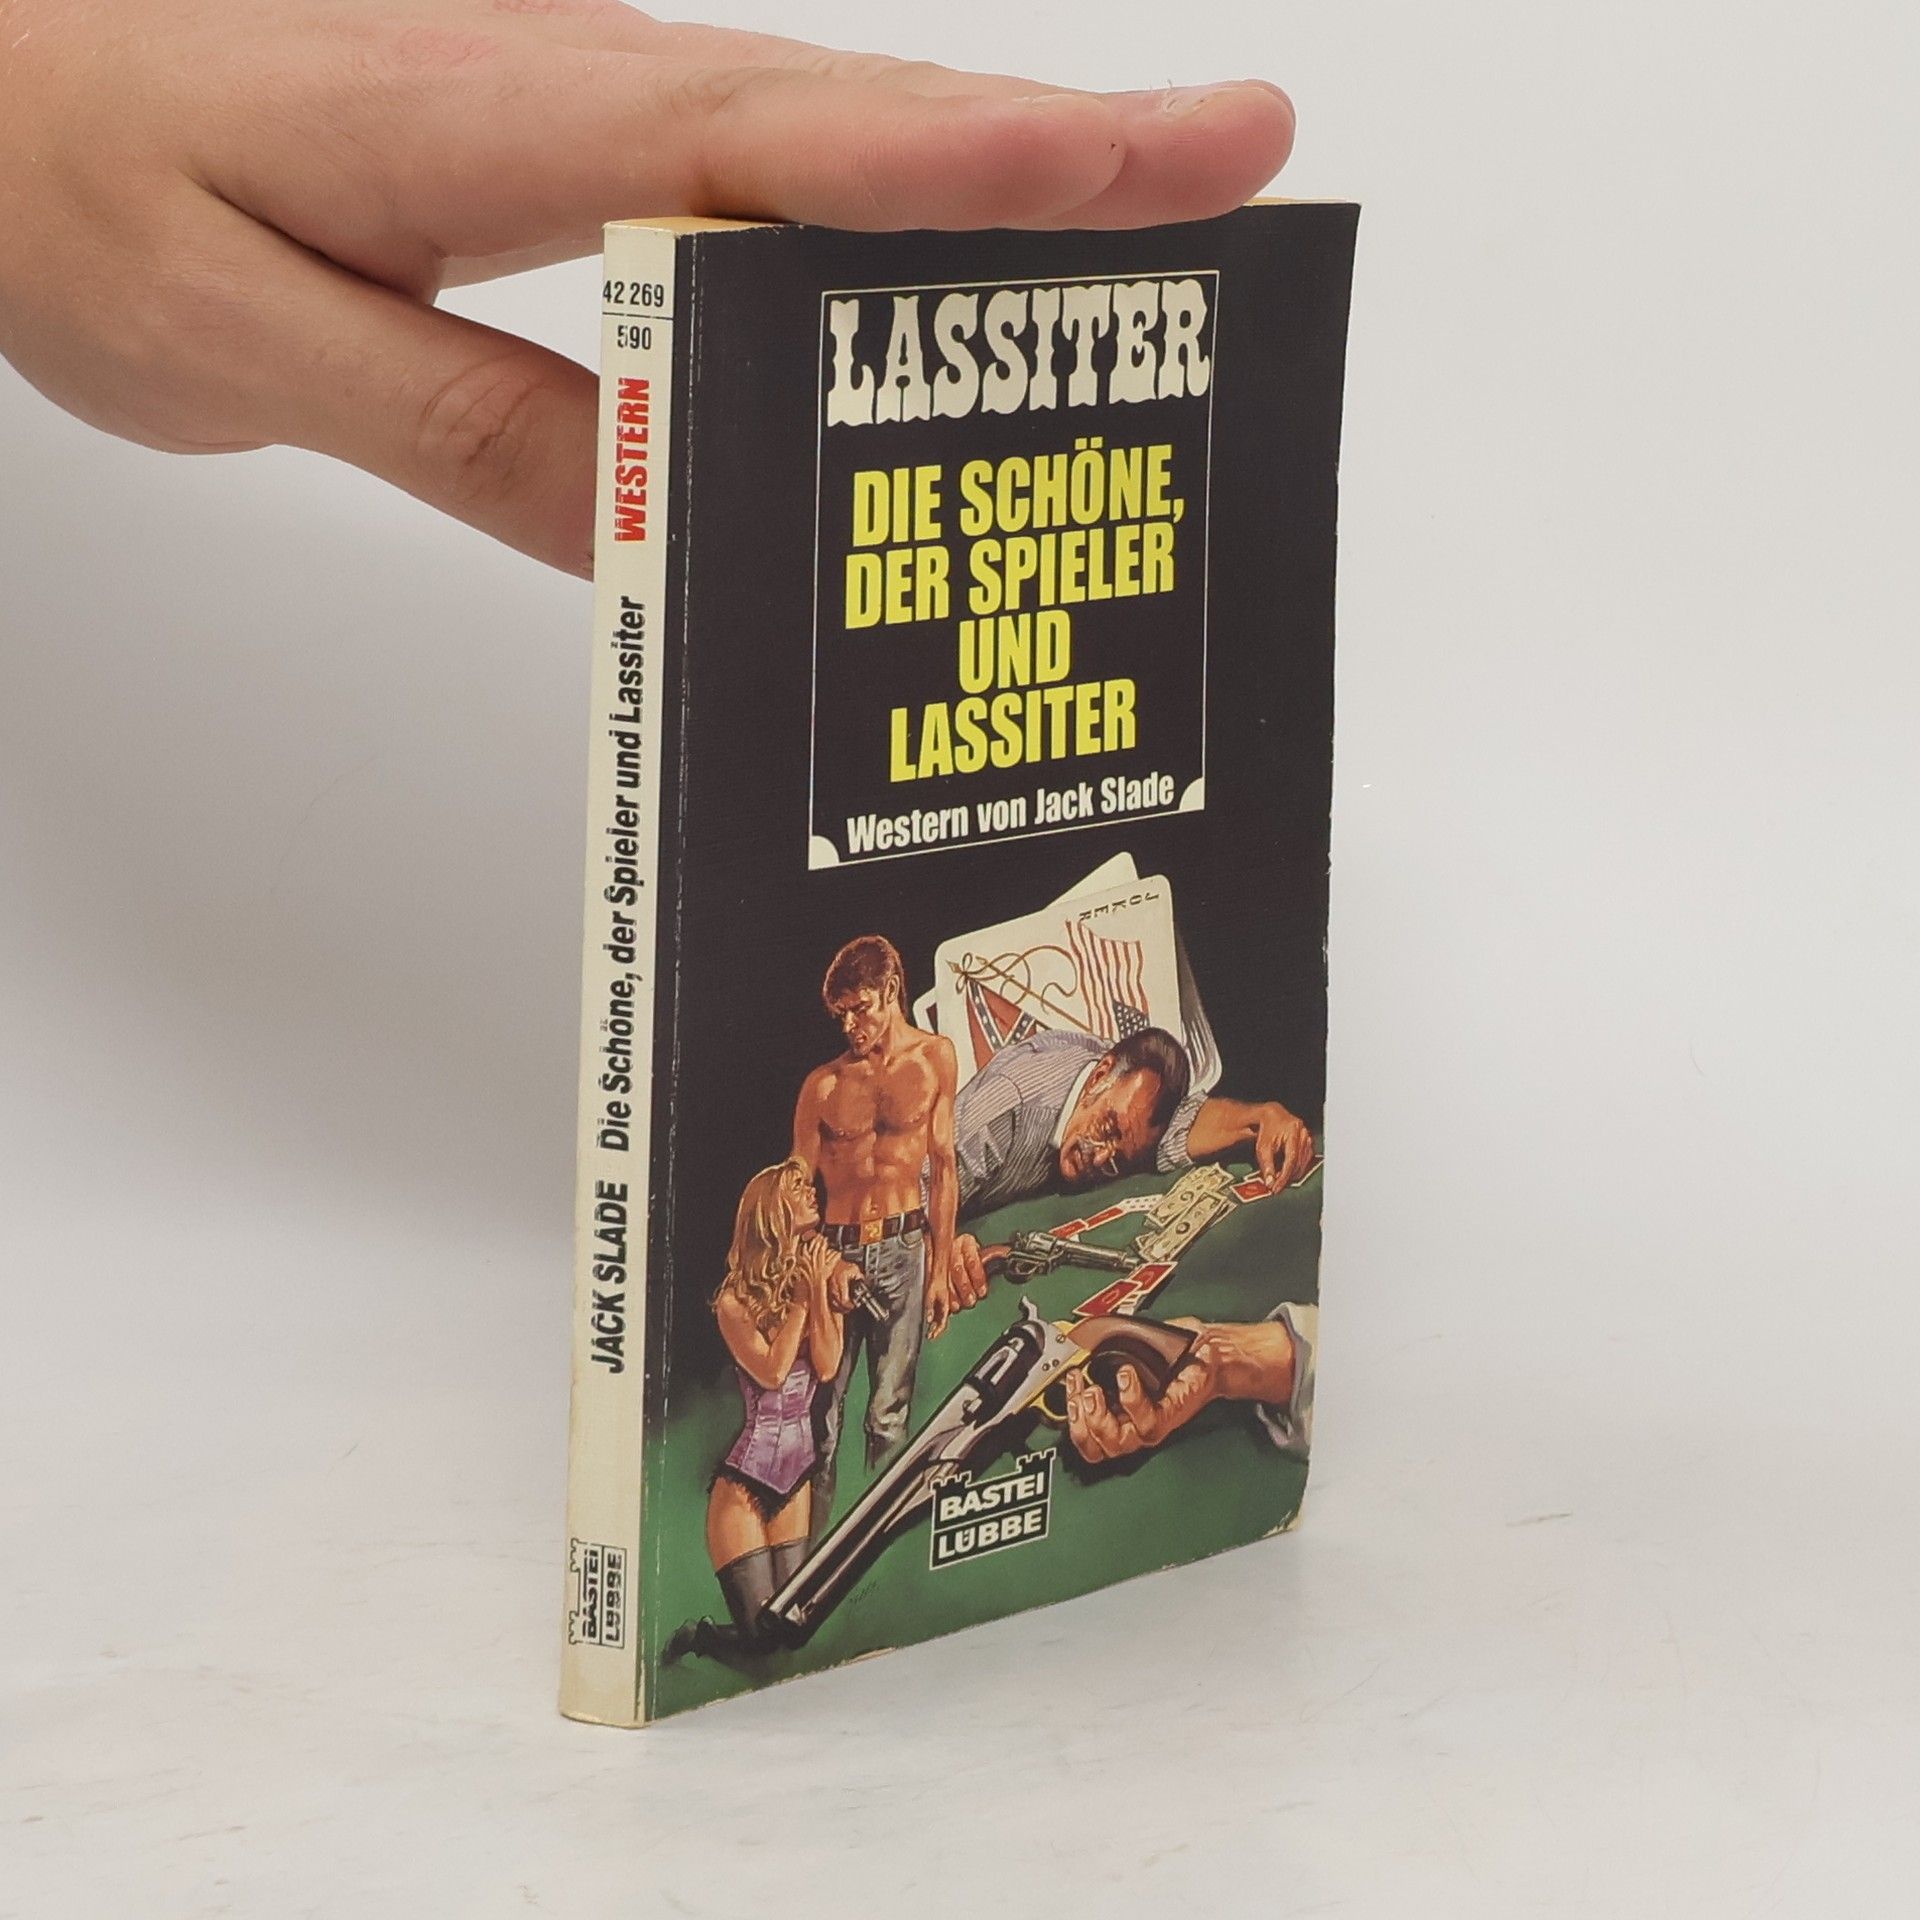 42 269
590
WESTERN
JACK SLADE Die Schöne, der Spieler und Lassiter
BASTEI
LÜBBE
LASSITER
DIE SCHÖNE,
DER SPIELER
UND
LASSITER
Western von Jack Slade
JOKER
BASTEI
LÜBBE